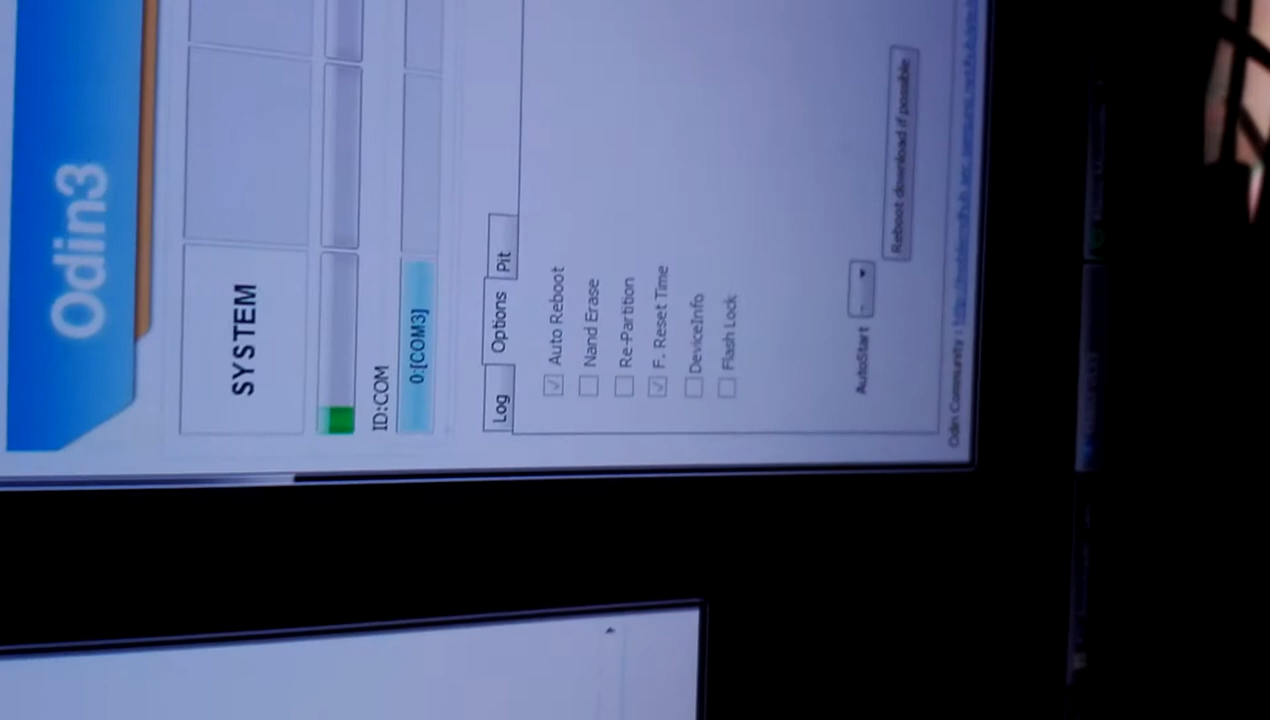 Odin3
SYSTEM
ID:COM
0:[COM3]
Log
Options
Pit
Auto Reboot
Nand Erase
Re-Partition
F. Reset Time
DeviceInfo
Flash Lock
AutoStart -
Reboot download if possible
Odin Community :